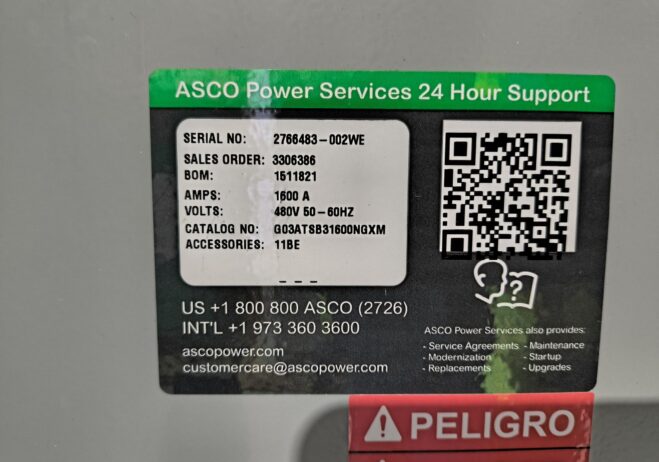 ASCO Power Services 24 Hour Support
SERIAL NO: 2766483-002WE
SALES ORDER: 3306386
BOM: 1511821
AMPS: 1600 A
VOLTS: 480V 50-60HZ
CATALOG NO: G03ATSB31600NGXM
ACCESSORIES: 11BE
---
US +1 800 800 ASCO (2726)
INT'L +1 973 360 3600
ascopower.com
customercare@ascopower.com
?
ASCO Power Services also provides:
- Service Agreements - Maintenance
- Modernization - Startup
- Replacements - Upgrades
PELIGRO